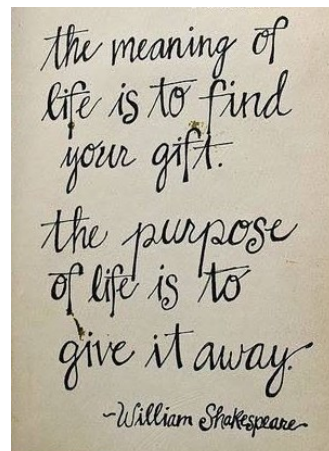 the meaning of
life is to find
your gift.
the purpose
of life is to
give it away.
~William Shakespeare~